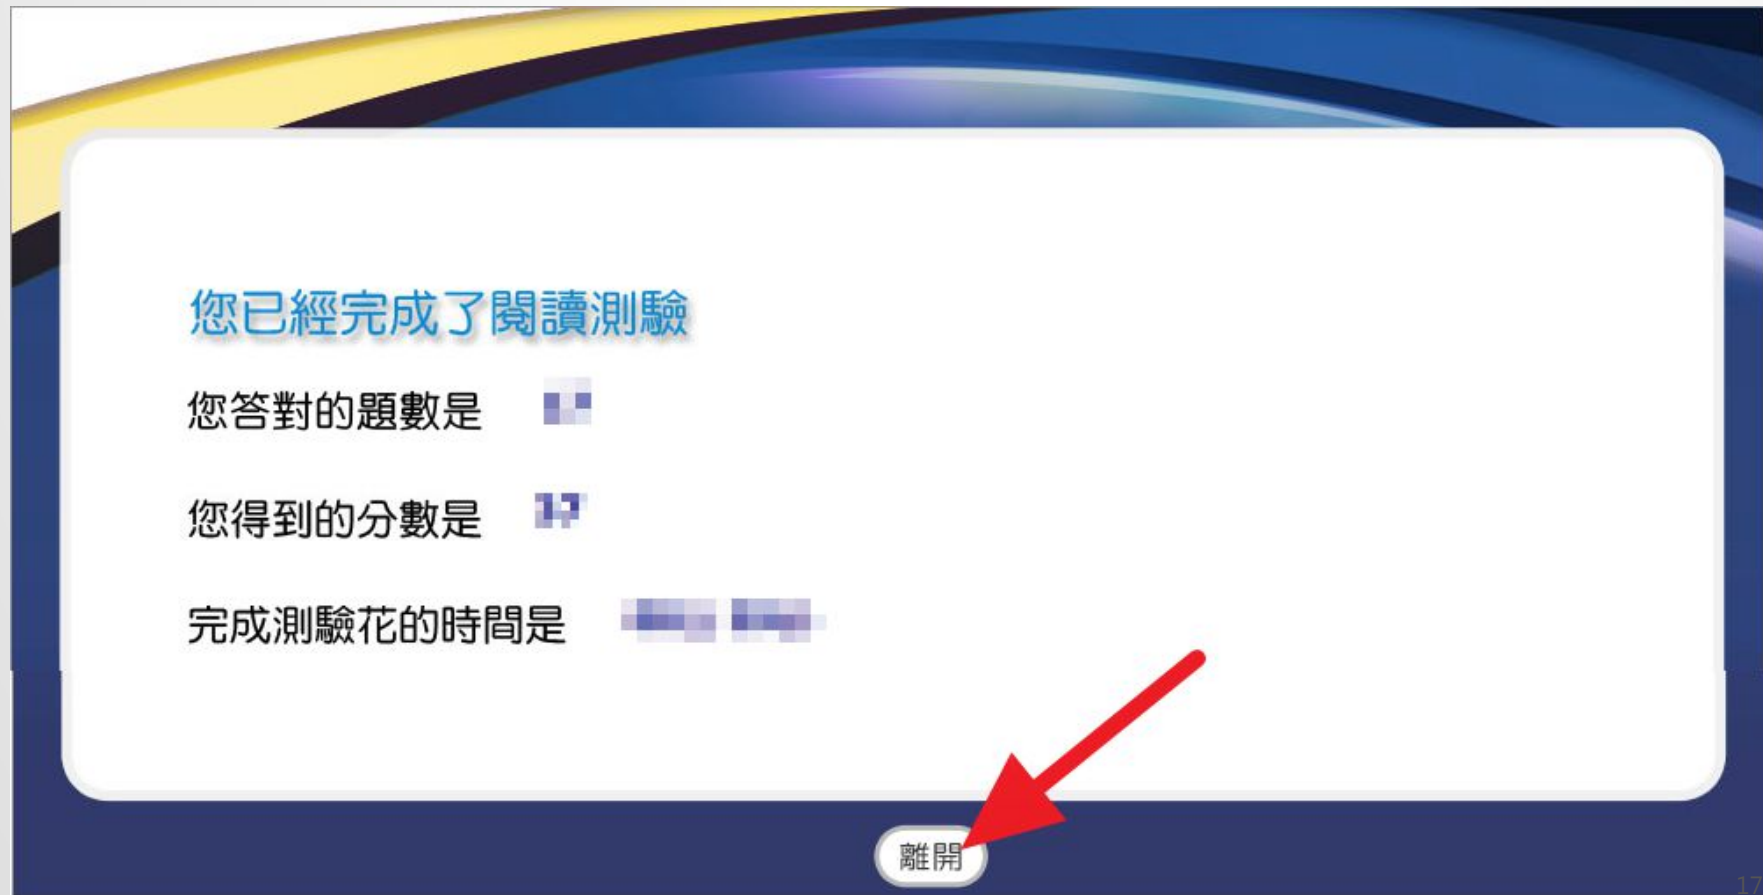 您已經完成了閱讀測驗
您答對的題數是
您得到的分數是
完成測驗花的時間是
離開
17